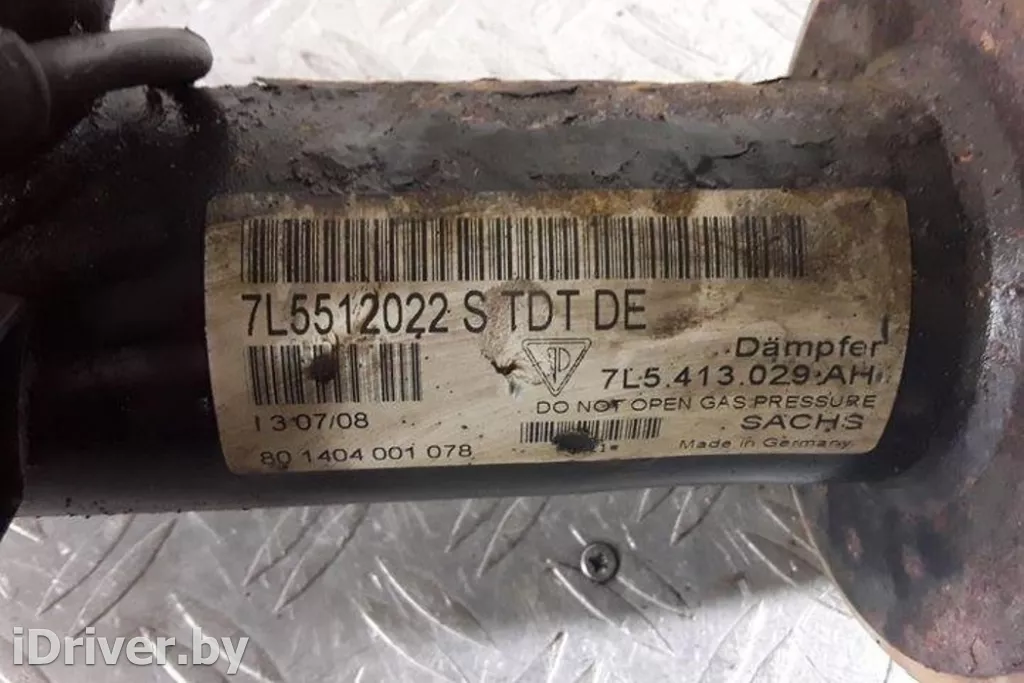 7L5512022 S TDT DE
Dämpfer
7L5.413.029.AH
DO NOT OPEN GAS PRESSURE
I 3 07/08
SACHS
80 1404 001 078
Made in Germany
iDriver.by